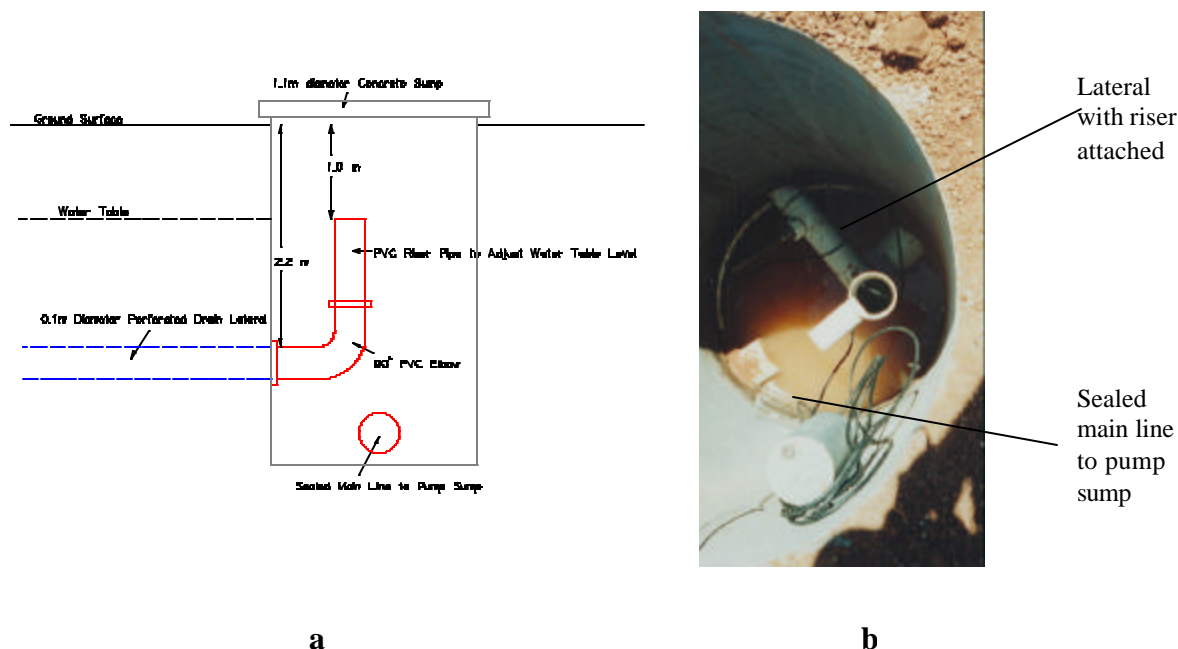 1.1m diameter Concrete Sump
Ground Surface
1.0 m
Water Table
PVC Riser Pipe to Adjust Water Table Level
2.2 m
0.1m Diameter Perforated Drain Lateral
90° PVC Elbow
Sealed Main Line to Pump Sump
a
Lateral
with riser
attached
Sealed
main line
to pump
sump
b